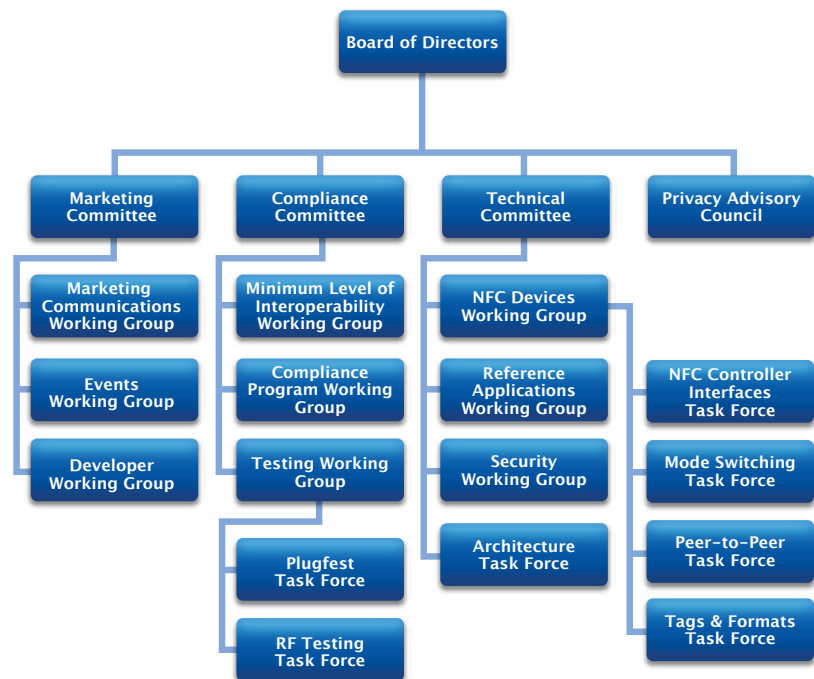 Board of Directors
Marketing
Committee
Compliance
Committee
Technical
Committee
Privacy Advisory
Council
Marketing
Communications
Working Group
Events
Working Group
Developer
Working Group
Minimum Level of
Interoperability
Working Group
Compliance
Program Working
Group
Testing Working
Group
Plugfest
Task Force
RF Testing
Task Force
NFC Devices
Working Group
Reference
Applications
Working Group
Security
Working Group
Architecture
Task Force
NFC Controller
Interfaces
Task Force
Mode Switching
Task Force
Peer-to-Peer
Task Force
Tags & Formats
Task Force